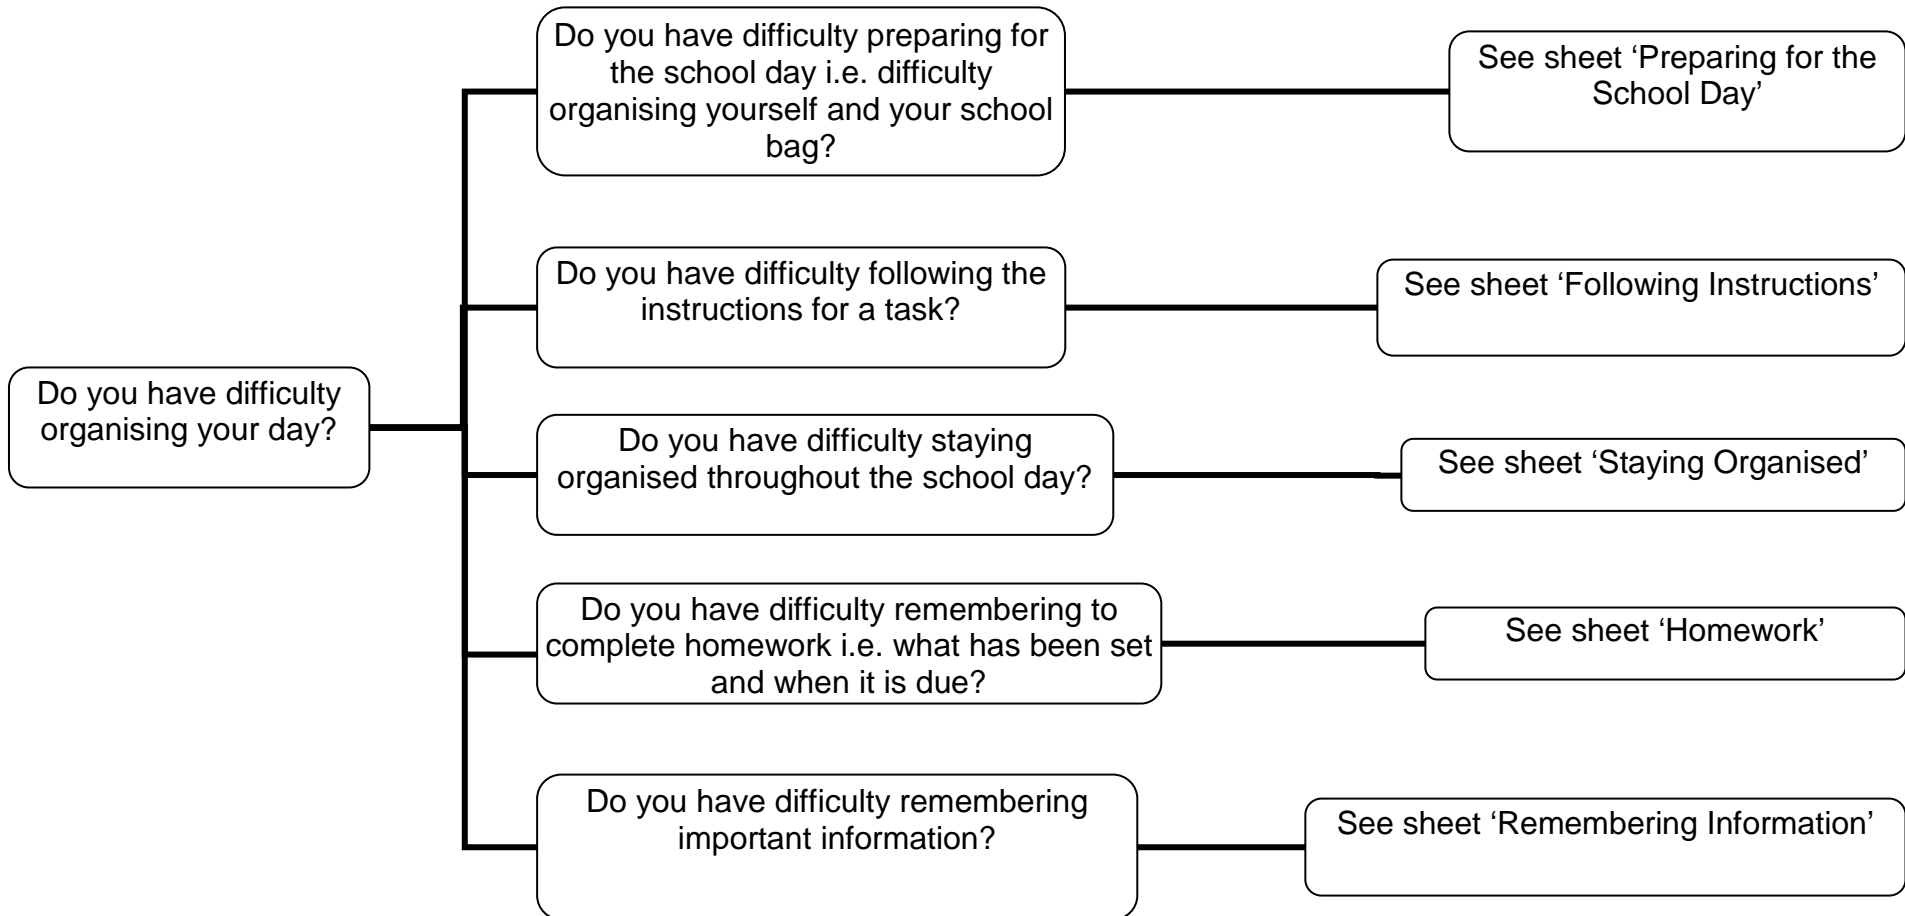 Do you have difficulty
organising your day?
Do you have difficulty preparing for
the school day i.e. difficulty
organising yourself and your school
bag?
See sheet ‘Preparing for the
School Day’
Do you have difficulty following the
instructions for a task?
See sheet ‘Following Instructions’
Do you have difficulty staying
organised throughout the school day?
See sheet ‘Staying Organised’
Do you have difficulty remembering to
complete homework i.e. what has been set
and when it is due?
See sheet ‘Homework’
Do you have difficulty remembering
important information?
See sheet ‘Remembering Information’